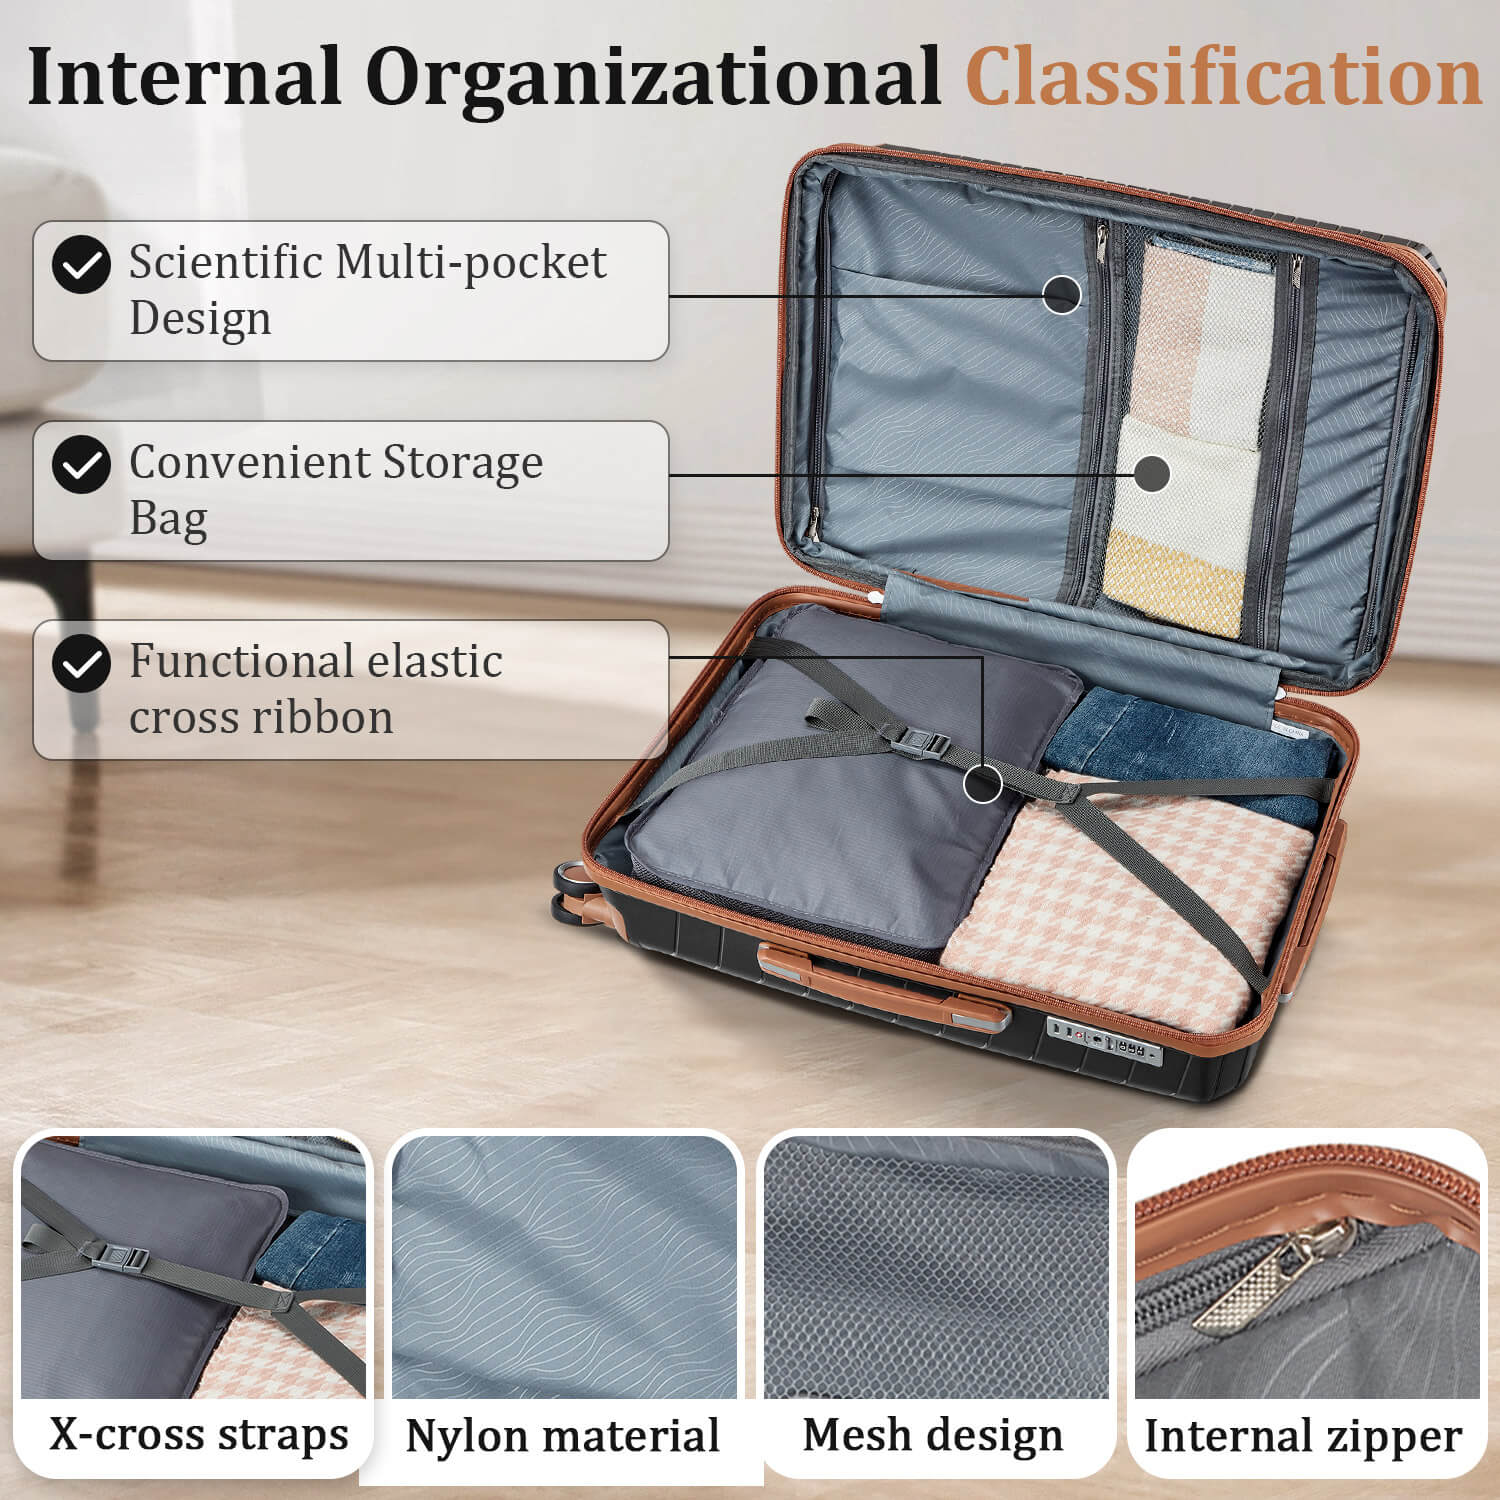 Internal Organizational Classification
Scientific Multi-pocket
Design
Convenient Storage
Bag
Functional elastic
cross ribbon
X-cross straps
Nylon material
Mesh design
Internal zipper